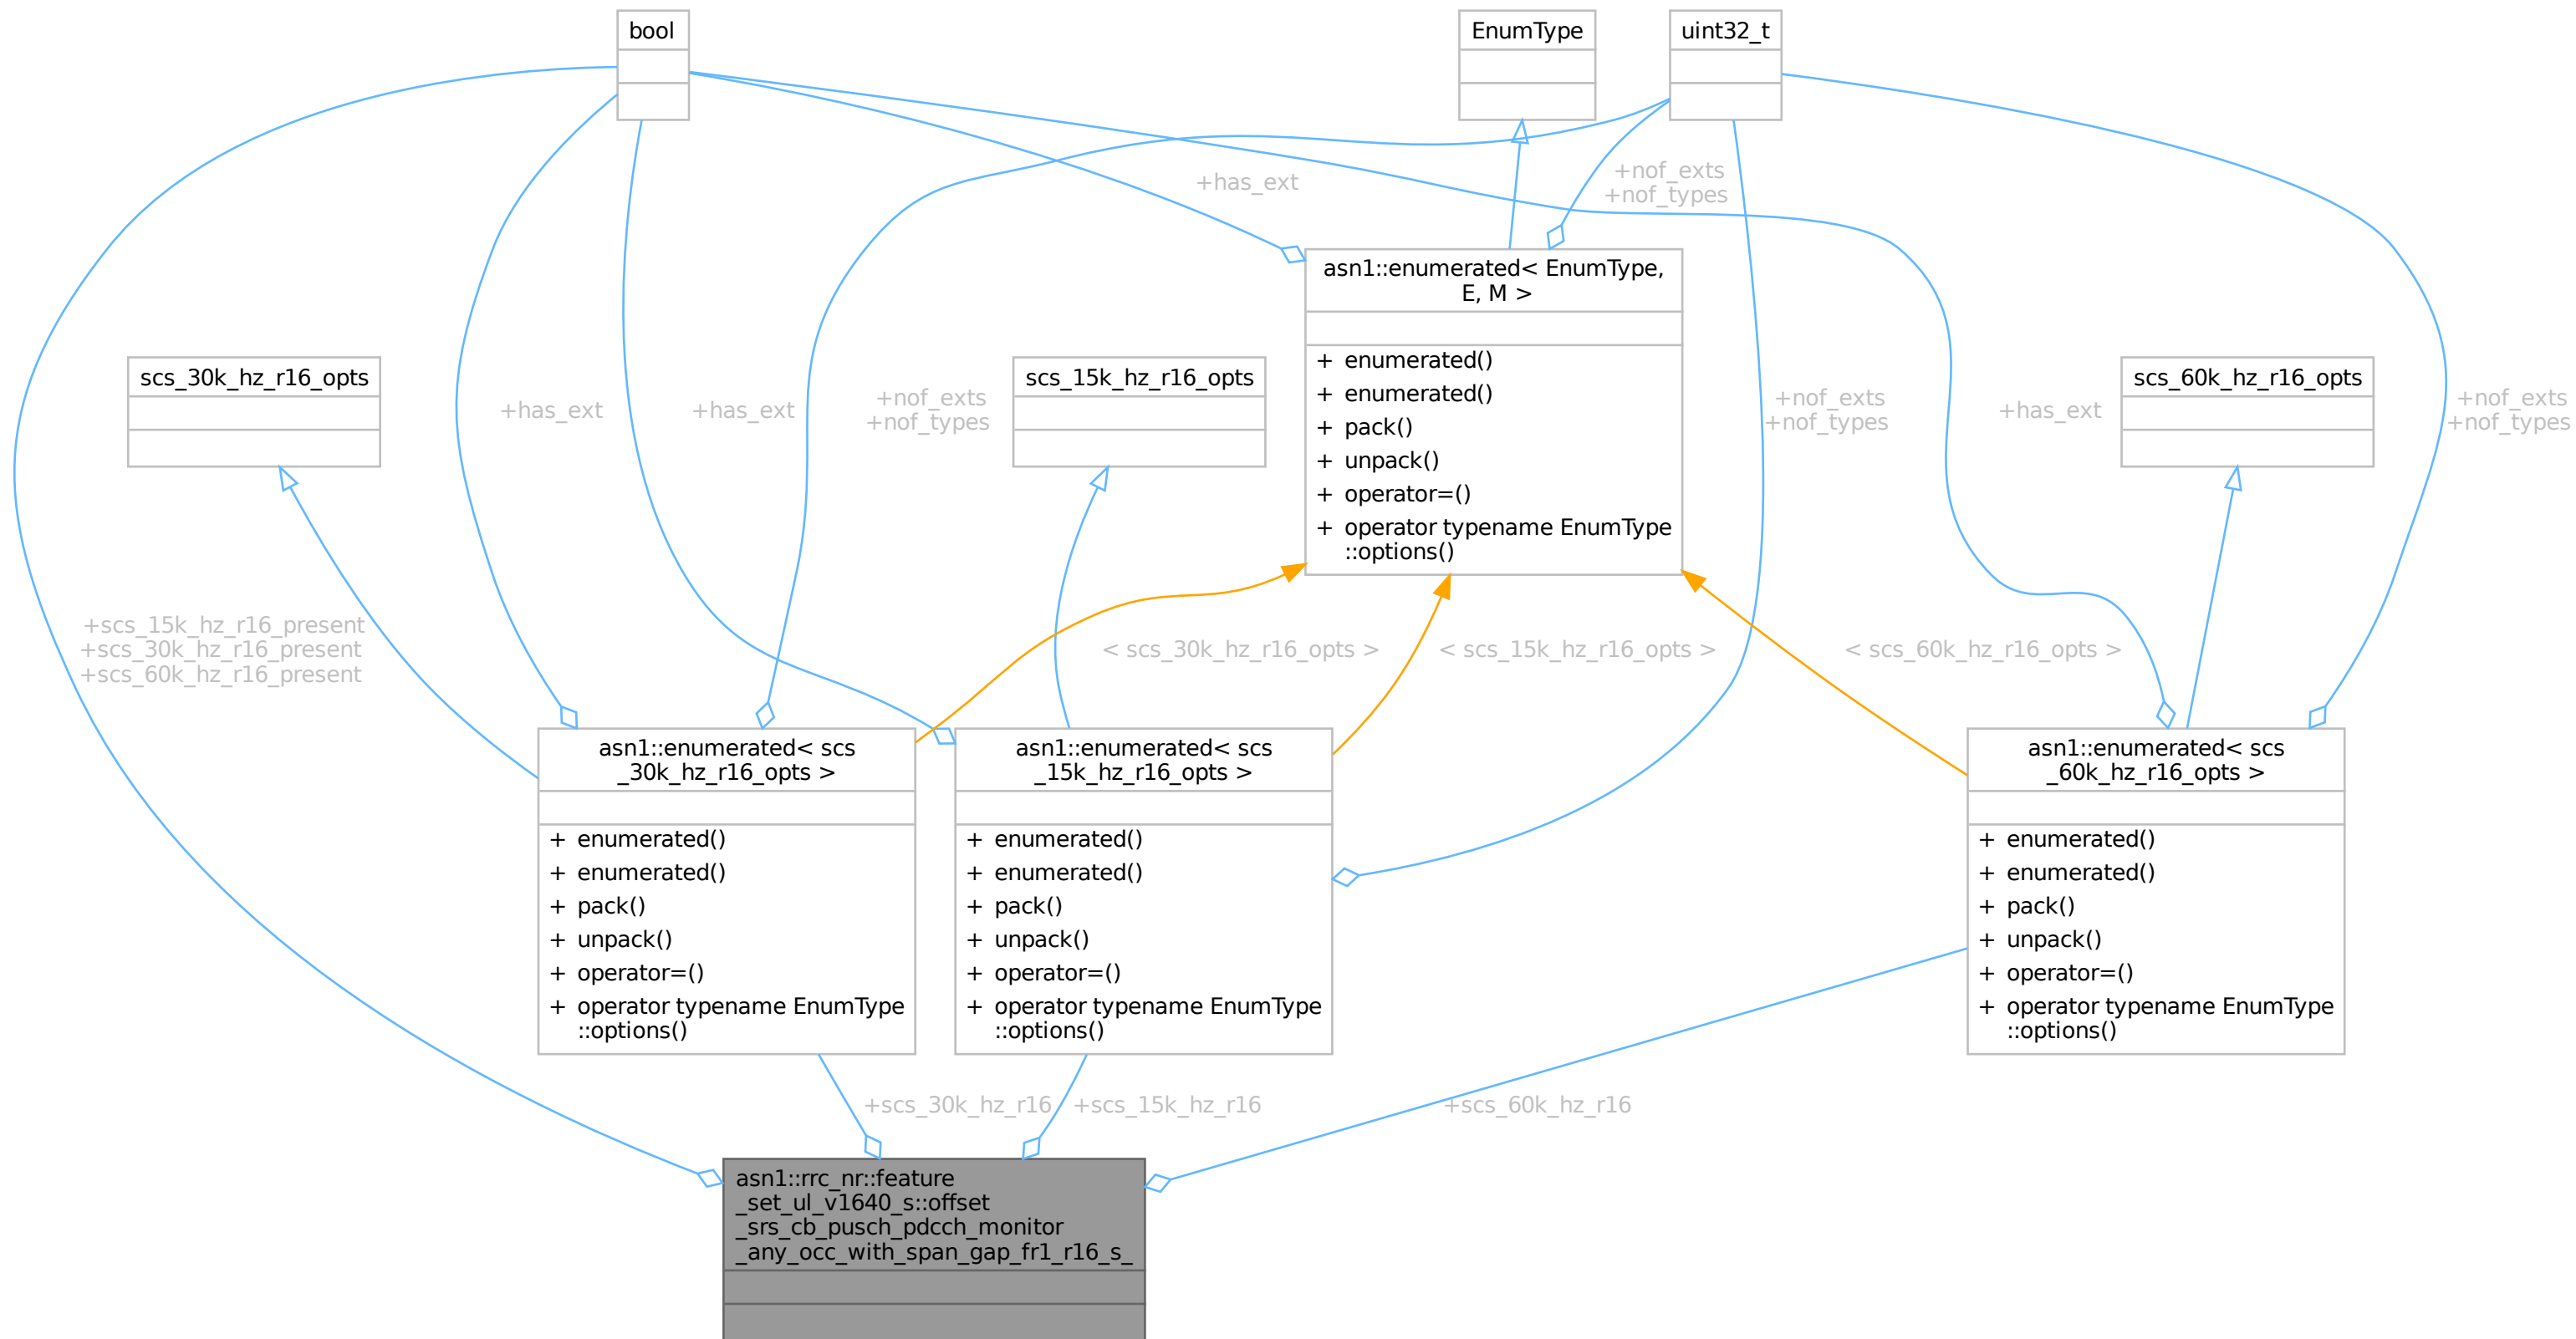 bool
EnumType
uint32_t
+has_ext
+nof_exts
+nof_types
asn1::enumerated< EnumType,
E, M >
+ enumerated()
+ enumerated()
+ pack()
+ unpack()
+ operator=()
+ operator typename EnumType
::options()
scs_30k_hz_r16_opts
+has_ext
+has_ext
+nof_exts
+nof_types
scs_15k_hz_r16_opts
+nof_exts
+nof_types
+has_ext
scs_60k_hz_r16_opts
+nof_exts
+nof_types
+scs_15k_hz_r16_present
+scs_30k_hz_r16_present
+scs_60k_hz_r16_present
< scs_30k_hz_r16_opts >
< scs_15k_hz_r16_opts >
< scs_60k_hz_r16_opts >
asn1::enumerated< scs
_30k_hz_r16_opts >
+ enumerated()
+ enumerated()
+ pack()
+ unpack()
+ operator=()
+ operator typename EnumType
::options()
asn1::enumerated< scs
_15k_hz_r16_opts >
+ enumerated()
+ enumerated()
+ pack()
+ unpack()
+ operator=()
+ operator typename EnumType
::options()
asn1::enumerated< scs
_60k_hz_r16_opts >
+ enumerated()
+ enumerated()
+ pack()
+ unpack()
+ operator=()
+ operator typename EnumType
::options()
+scs_30k_hz_r16
+scs_15k_hz_r16
+scs_60k_hz_r16
asn1::rrc_nr::feature
_set_ul_v1640_s::offset
_srs_cb_pusch_pdcch_monitor
_any_occ_with_span_gap_fr1_r16_s_